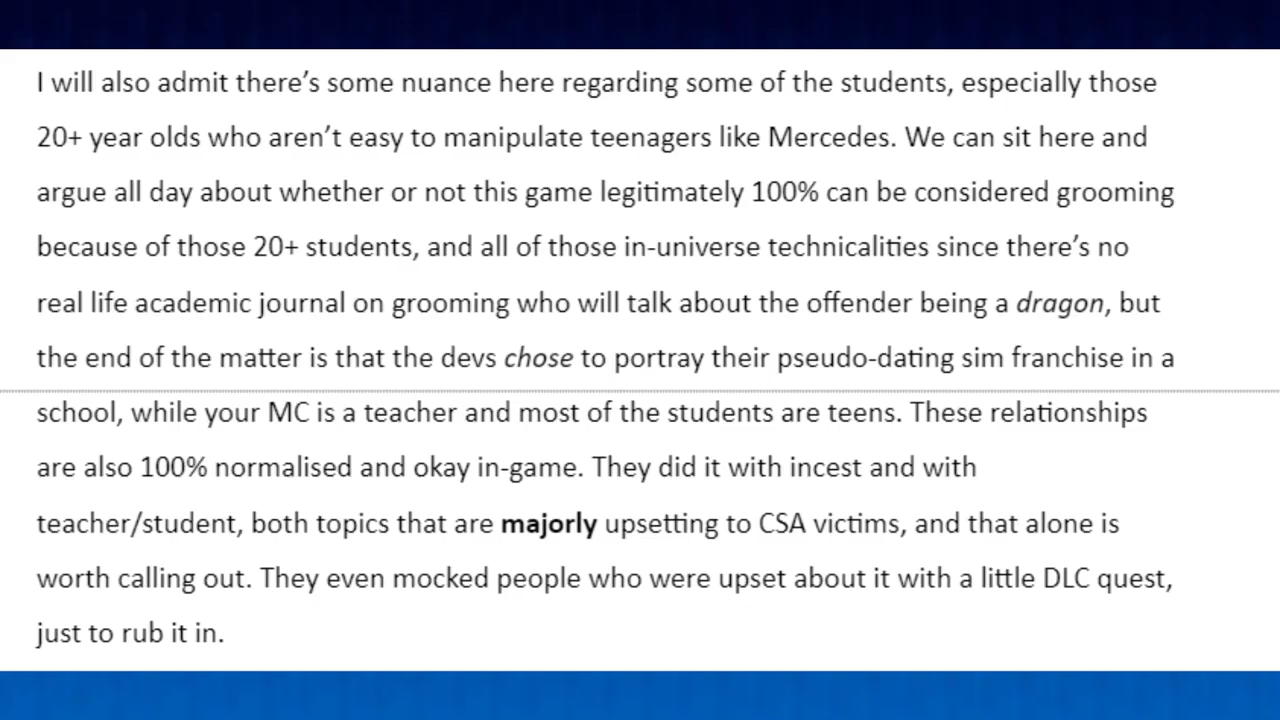 I will also admit there's some nuance here regarding some of the students, especially those
20+ year olds who aren't easy to manipulate teenagers like Mercedes. We can sit here and
argue all day about whether or not this game legitimately 100% can be considered grooming
because of those 20+ students, and all of those in-universe technicalities since there's no
real life academic journal on grooming who will talk about the offender being a dragon, but
the end of the matter is that the devs chose to portray their pseudo-dating sim franchise in a
school, while your MC is a teacher and most of the students are teens. These relationships
are also 100% normalised and okay in-game. They did it with incest and with
teacher/student, both topics that are majorly upsetting to CSA victims, and that alone is
worth calling out. They even mocked people who were upset about it with a little DLC quest,
just to rub it in.